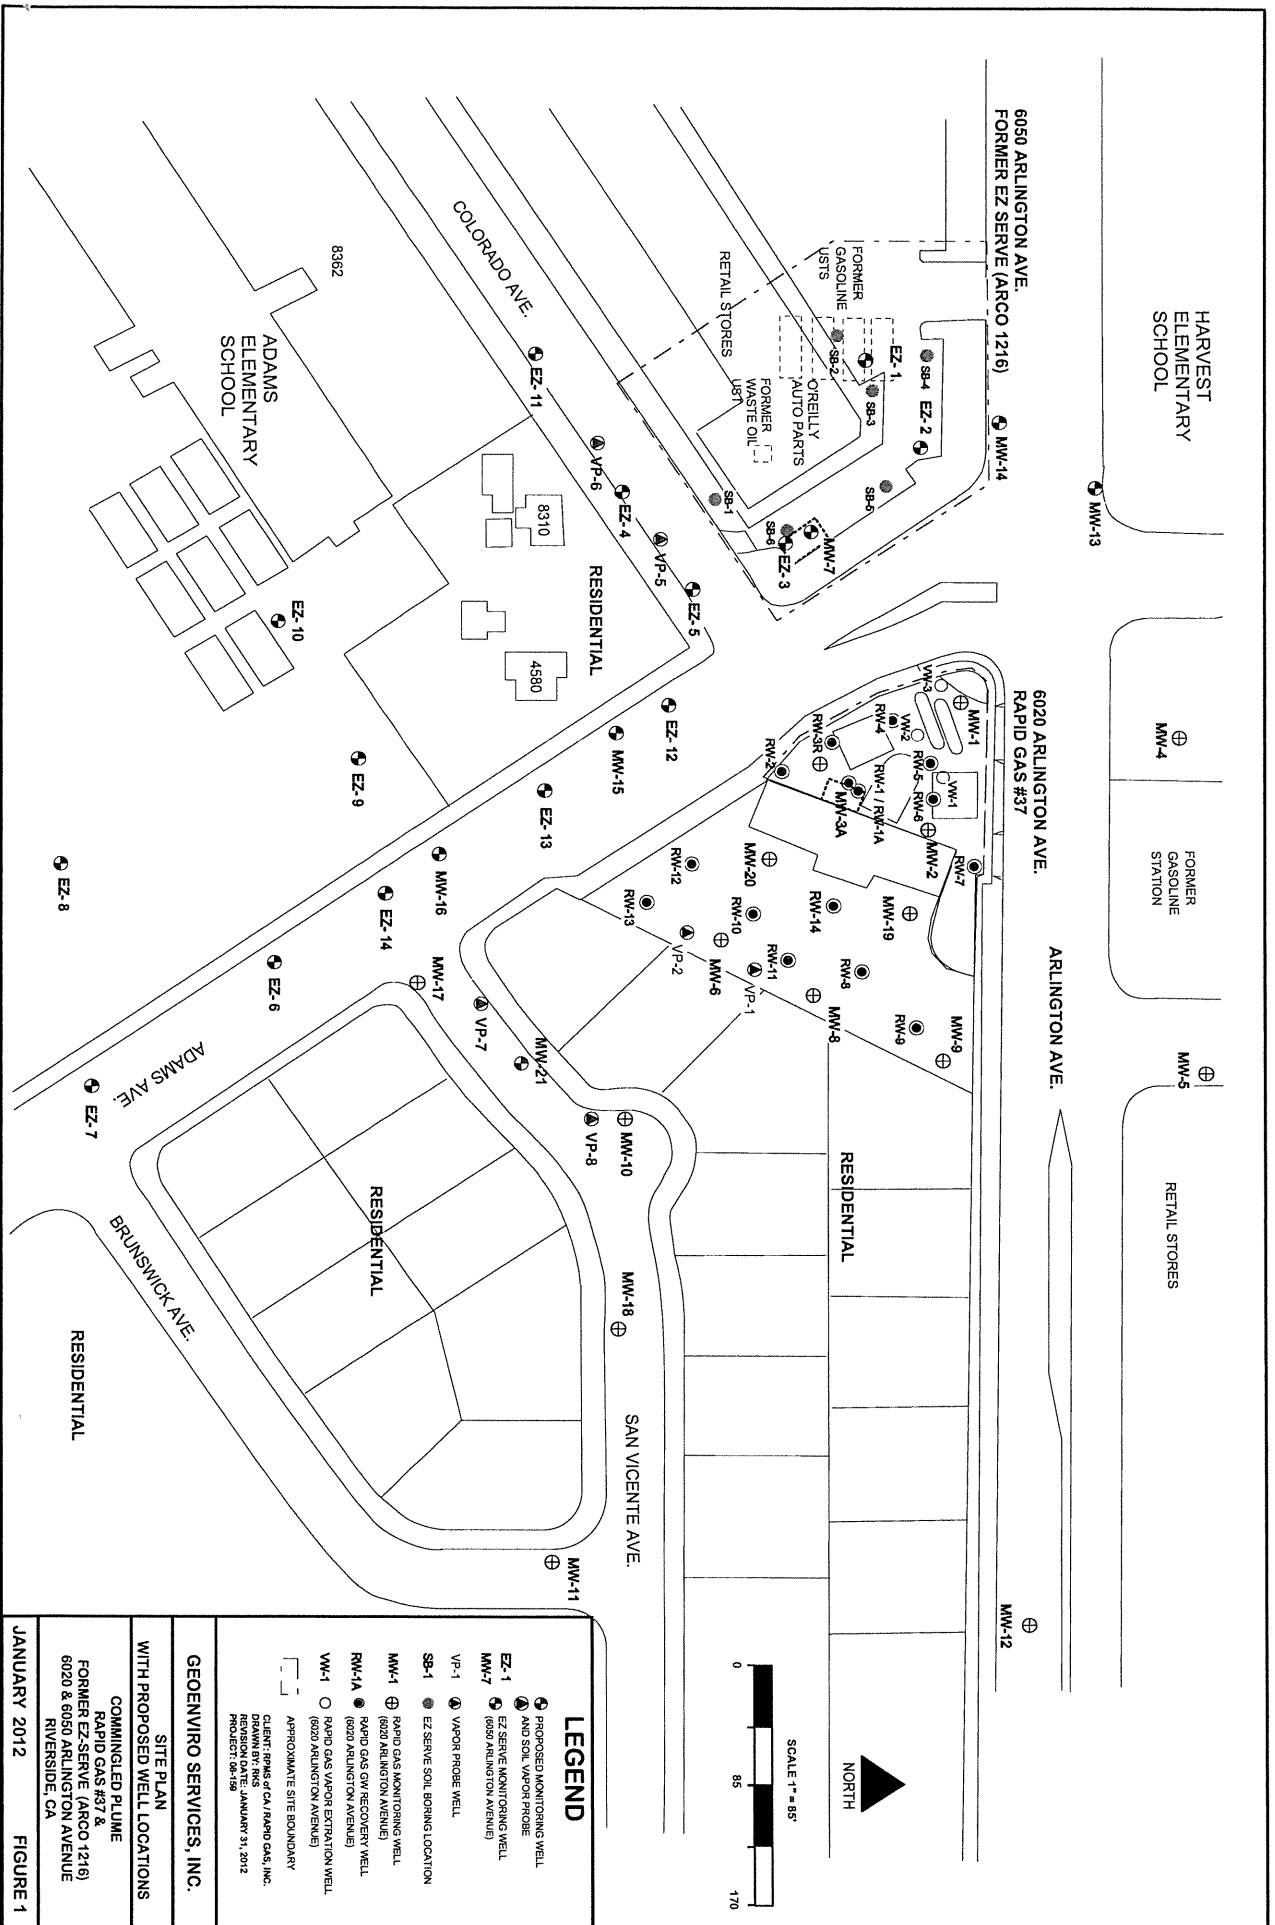 HARVEST
ELEMENTARY
SCHOOL
6050 ARLINGTON AVE.
FORMER EZ SERVE (ARCO 1216)
MW-14
MW-13
MW-4
FORMER
GASOLINE
STATION
MW-5
RETAIL STORES
6020 ARLINGTON AVE.
RAPID GAS #37
ARLINGTON AVE.
MW-12
FORMER
GASOLINE
USTS
RETAIL STORES
EZ-1
SB-4
EZ-2
SB-2
SB-3
SB-5
O'REILLY
AUTO PARTS
FORMER
WASTE OIL
UST
SB-1
SB-6
EZ-3
MW-7
MW-1
VW-3
RW-4
VW-2
RW-3R
RW-2
RW-5
VW-1
RW-6
RW-1 / RW-1A
MW-3A
MW-2
RW-7
MW-20
RW-12
RW-13
RW-10
RW-14
MW-19
VP-2
MW-6
RW-11
VP-1
RW-8
MW-8
RW-9
MW-9
RESIDENTIAL
COLORADO AVE.
EZ-11
VP-6
EZ-4
VP-5
EZ-5
8362
ADAMS
ELEMENTARY
SCHOOL
8310
RESIDENTIAL
4580
EZ-10
EZ-12
MW-15
EZ-13
EZ-9
MW-16
EZ-14
EZ-8
EZ-6
MW-17
VP-7
MW-21
ADAMS AVE.
EZ-7
VP-8
MW-10
RESIDENTIAL
BRUNSWICK AVE.
RESIDENTIAL
MW-18
SAN VICENTE AVE.
MW-11
SCALE 1" = 85'
0 85 170
NORTH
LEGEND
PROPOSED MONITORING WELL
AND SOIL VAPOR PROBE
EZ-1 EZ SERVE MONITORING WELL
MW-7 (6050 ARLINGTON AVENUE)
VP-1 VAPOR PROBE WELL
SB-1 EZ SERVE SOIL BORING LOCATION
MW-1 RAPID GAS MONITORING WELL
(6020 ARLINGTON AVENUE)
RW-1A RAPID GAS GW RECOVERY WELL
(6020 ARLINGTON AVENUE)
VW-1 RAPID GAS VAPOR EXTRATION WELL
(6020 ARLINGTON AVENUE)
APPROXIMATE SITE BOUNDARY
CLIENT: RPMS of CA / RAPID GAS, INC.
DRAWN BY: RKS
REVISION DATE: JANUARY 31, 2012
PROJECT: 06-159
GEOENVIRO SERVICES, INC.
SITE PLAN
WITH PROPOSED WELL LOCATIONS
COMMINGLED PLUME
RAPID GAS #37 &
FORMER EZ-SERVE (ARCO 1216)
6020 & 6050 ARLINGTON AVENUE
RIVERSIDE, CA
JANUARY 2012 FIGURE 1